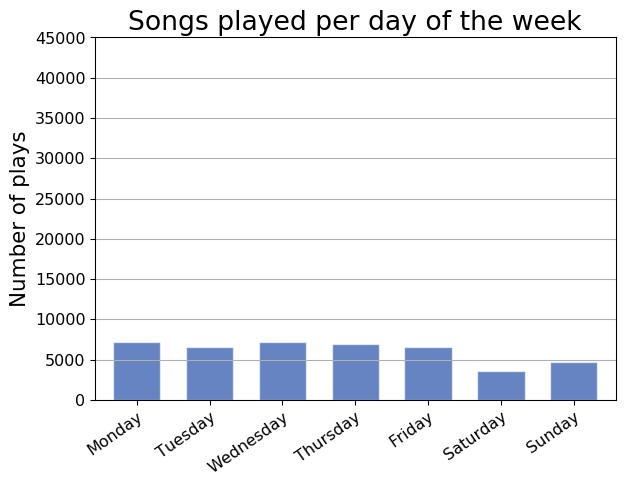 Songs played per day of the week
Number of plays
45000
40000
35000
30000
25000
20000
15000
10000
5000
0
Monday
Tuesday
Wednesday
Thursday
Friday
Saturday
Sunday